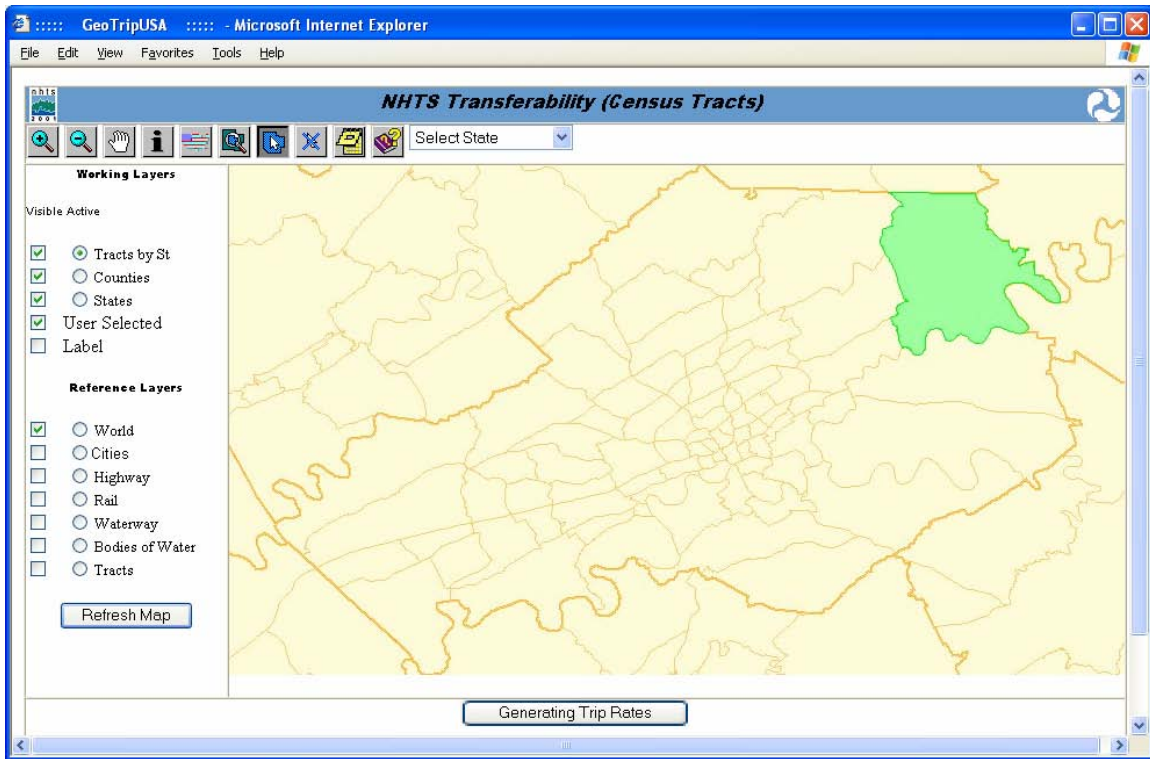 ::::: GeoTripUSA ::::: - Microsoft Internet Explorer
File Edit View Favorites Tools Help
nhts
2001
NHTS Transferability (Census Tracts)
Select State
Working Layers
Visible Active
Tracts by St
Counties
States
User Selected
Label
Reference Layers
World
Cities
Highway
Rail
Waterway
Bodies of Water
Tracts
Refresh Map
Generating Trip Rates